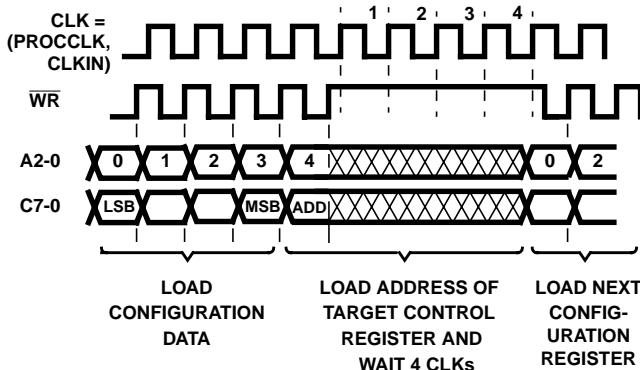 CLK =
(PROCCLK,
CLKIN)
1 2 3 4
WR
A2-0 0 1 2 3 4 0 2
C7-0 LSB MSB ADD
LOAD
CONFIGURATION
DATA
LOAD ADDRESS OF
TARGET CONTROL
REGISTER AND
WAIT 4 CLKs
LOAD NEXT
CONFIG-
URATION
REGISTER